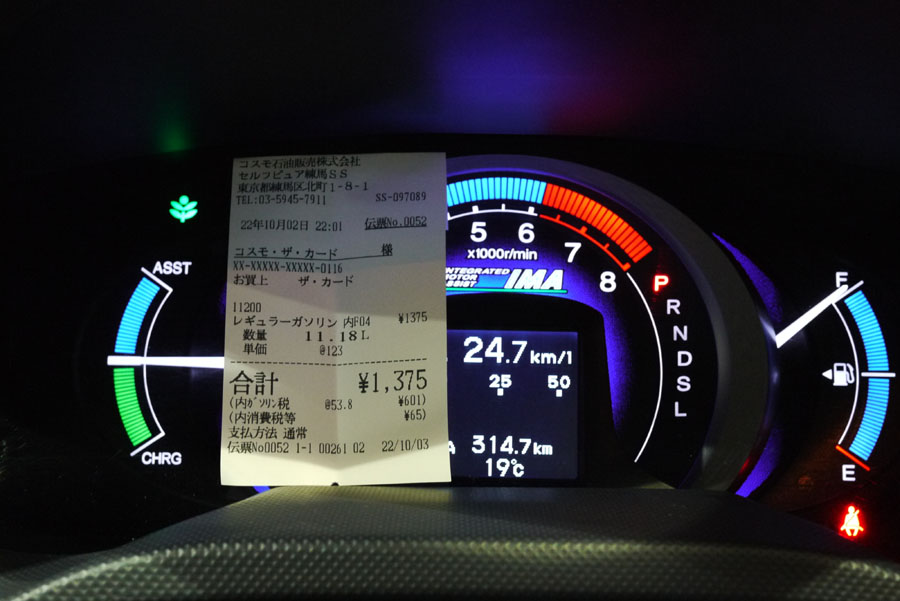 コスモ石油販売株式会社
セルフピュア練馬SS
東京都練馬区北町1-8-1
TEL:03-5945-7911 SS-097089
22年10月02日 22:01 伝票No.0052
コスモ・ザ・カード 様
XX-XXXXX-XXXXX-0116
お買上 ザ・カード
11200
レギュラーガソリン 内F04 ¥1375
数量 11.18L
単価 @123
合計 ¥1,375
(内ガソリン税 @53.8 ¥601)
(内消費税等 ¥65)
支払方法 通常
伝票No0052 1-1 00261 02 22/10/03
ASST
CHRG
5
6
7
8
x1000r/min
INTEGRATED
MOTOR
ASSIST
IMA
24.7km/l
25 50
A 314.7km
19℃
P
R
N
D
S
L
F
E